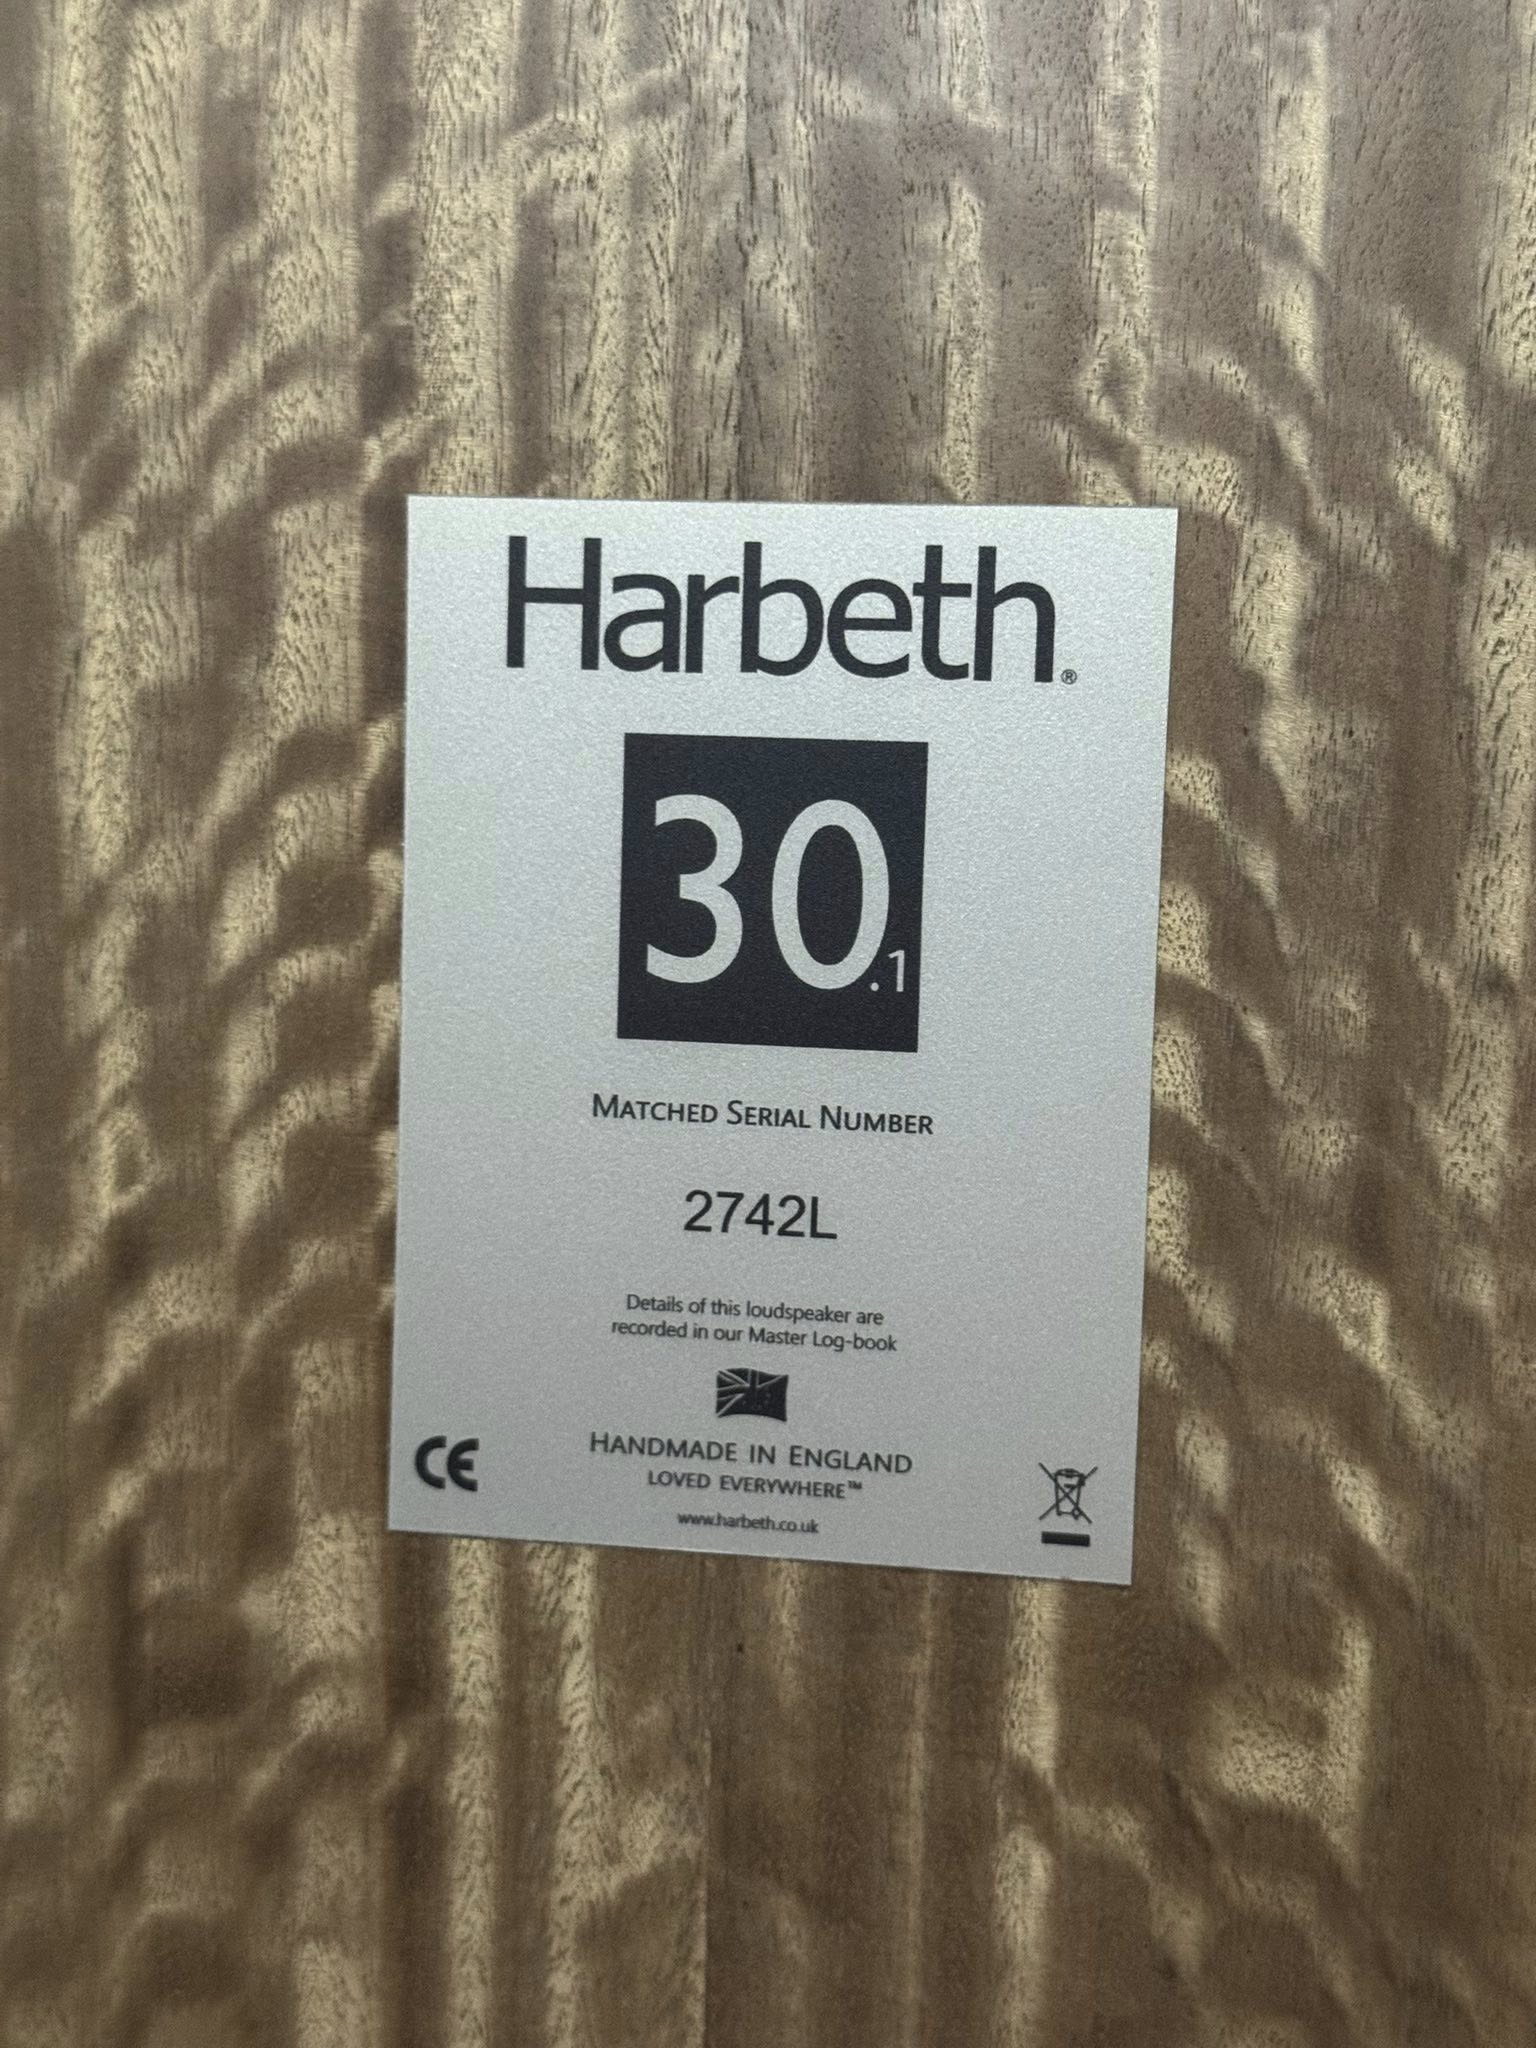 Harbeth®
30.1
MATCHED SERIAL NUMBER
2742L
Details of this loudspeaker are
recorded in our Master Log-book
HANDMADE IN ENGLAND
LOVED EVERYWHERE™
www.harbeth.co.uk
CE